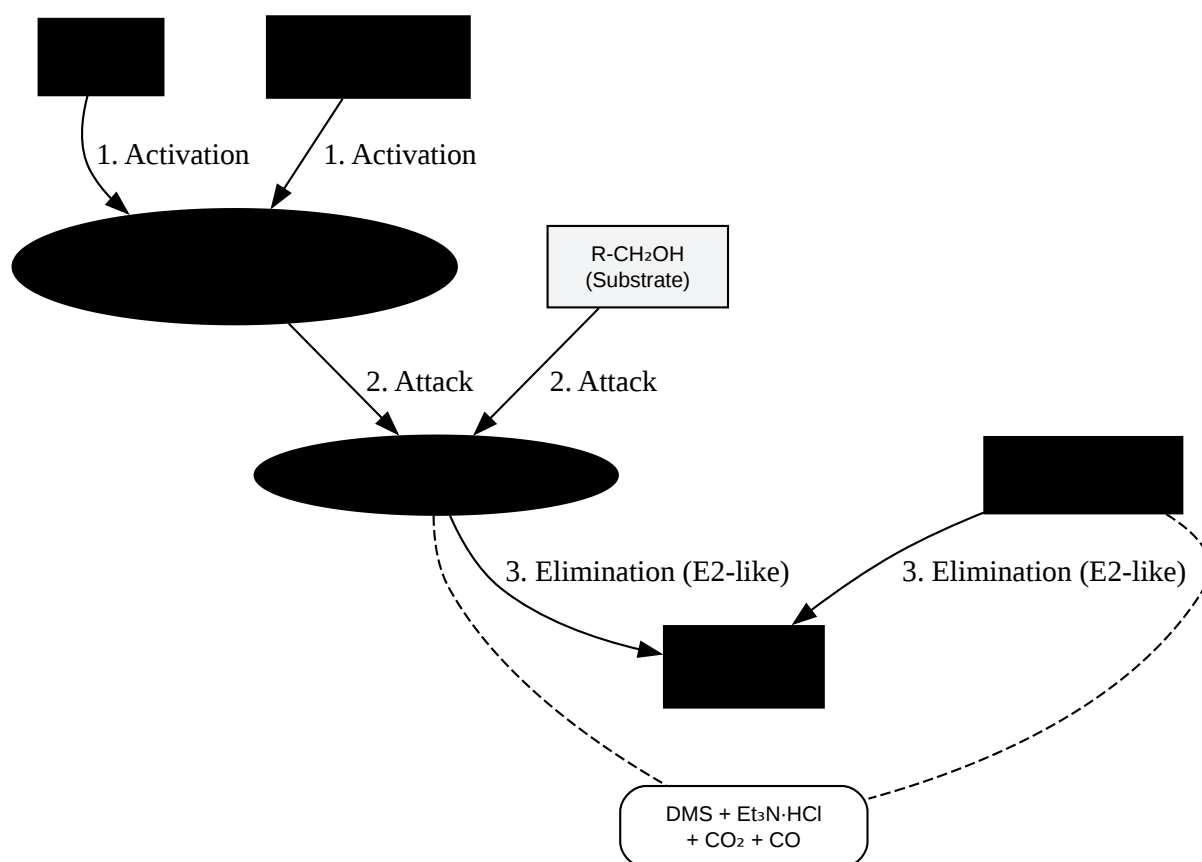 1. Activation
1. Activation
R-CH₂OH
(Substrate)
2. Attack
2. Attack
3. Elimination (E2-like)
3. Elimination (E2-like)
DMS + Et₃N·HCl
+ CO₂ + CO